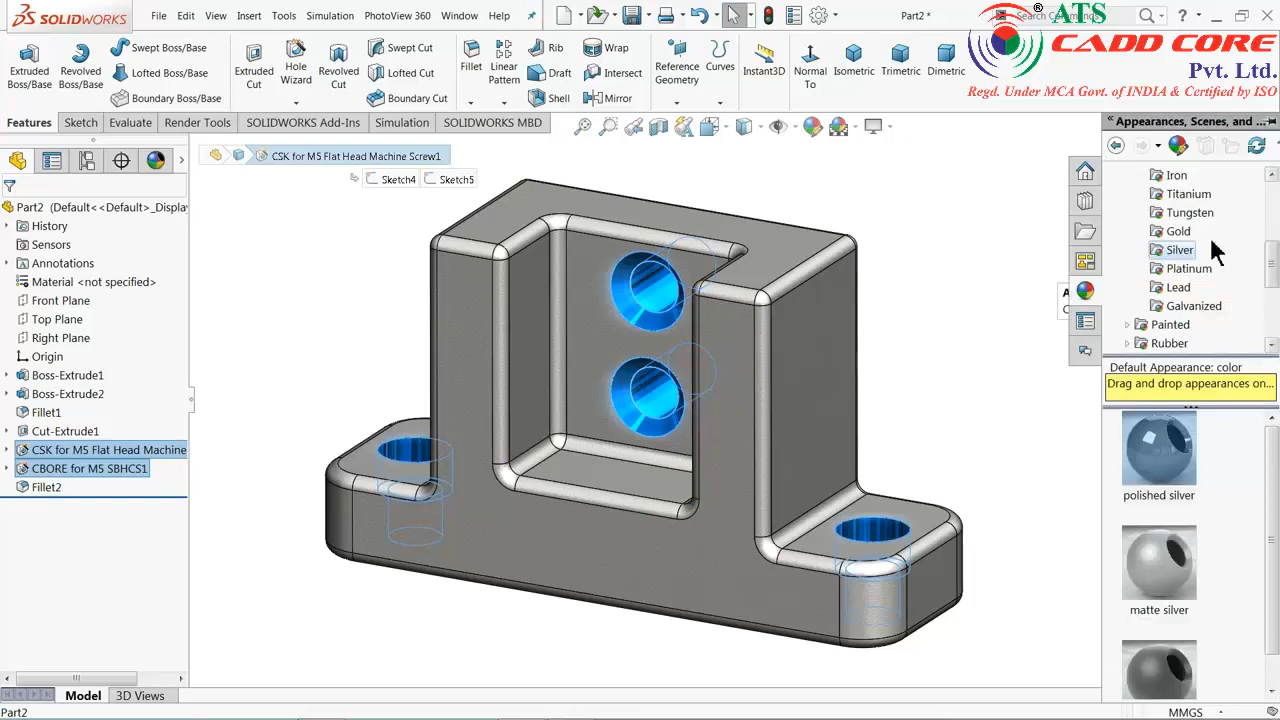 SOLIDWORKS
File Edit View Insert Tools Simulation PhotoView 360 Window Help
Part2 *
Search Commands
?
ATS
CADD CORE
Pvt. Ltd.
Regd. Under MCA Govt. of INDIA & Certified by ISO
®
Extruded Boss/Base
Revolved Boss/Base
Swept Boss/Base
Lofted Boss/Base
Boundary Boss/Base
Extruded Cut
Hole Wizard
Revolved Cut
Swept Cut
Lofted Cut
Boundary Cut
Fillet
Linear Pattern
Rib
Draft
Shell
Wrap
Intersect
Mirror
Reference Geometry
Curves
Instant3D
Normal To
Isometric
Trimetric
Dimetric
Features Sketch Evaluate Render Tools SOLIDWORKS Add-Ins Simulation SOLIDWORKS MBD
Part2 (Default<<Default>_Displa
History
Sensors
Annotations
Material <not specified>
Front Plane
Top Plane
Right Plane
Origin
Boss-Extrude1
Boss-Extrude2
Fillet1
Cut-Extrude1
CSK for M5 Flat Head Machine
CBORE for M5 SBHCS1
Fillet2
CSK for M5 Flat Head Machine Screw1
Sketch4 Sketch5
Appearances, Scenes, and ...
Iron
Titanium
Tungsten
Gold
Silver
Platinum
Lead
Galvanized
Painted
Rubber
Default Appearance: color
Drag and drop appearances on...
polished silver
matte silver
Model 3D Views
Part2
MMGS